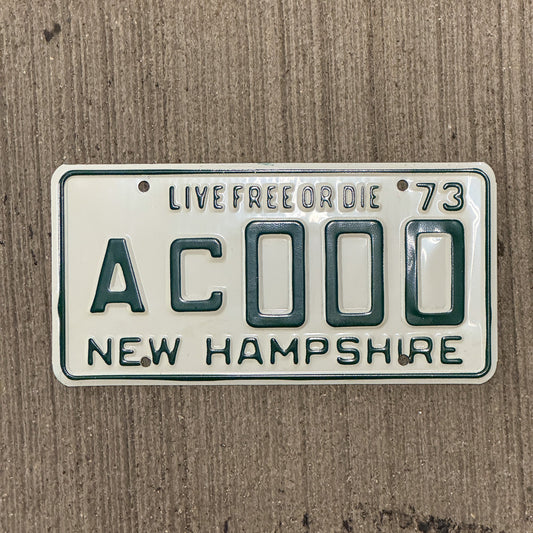 LIVE FREE OR DIE 73
AC000
NEW HAMPSHIRE